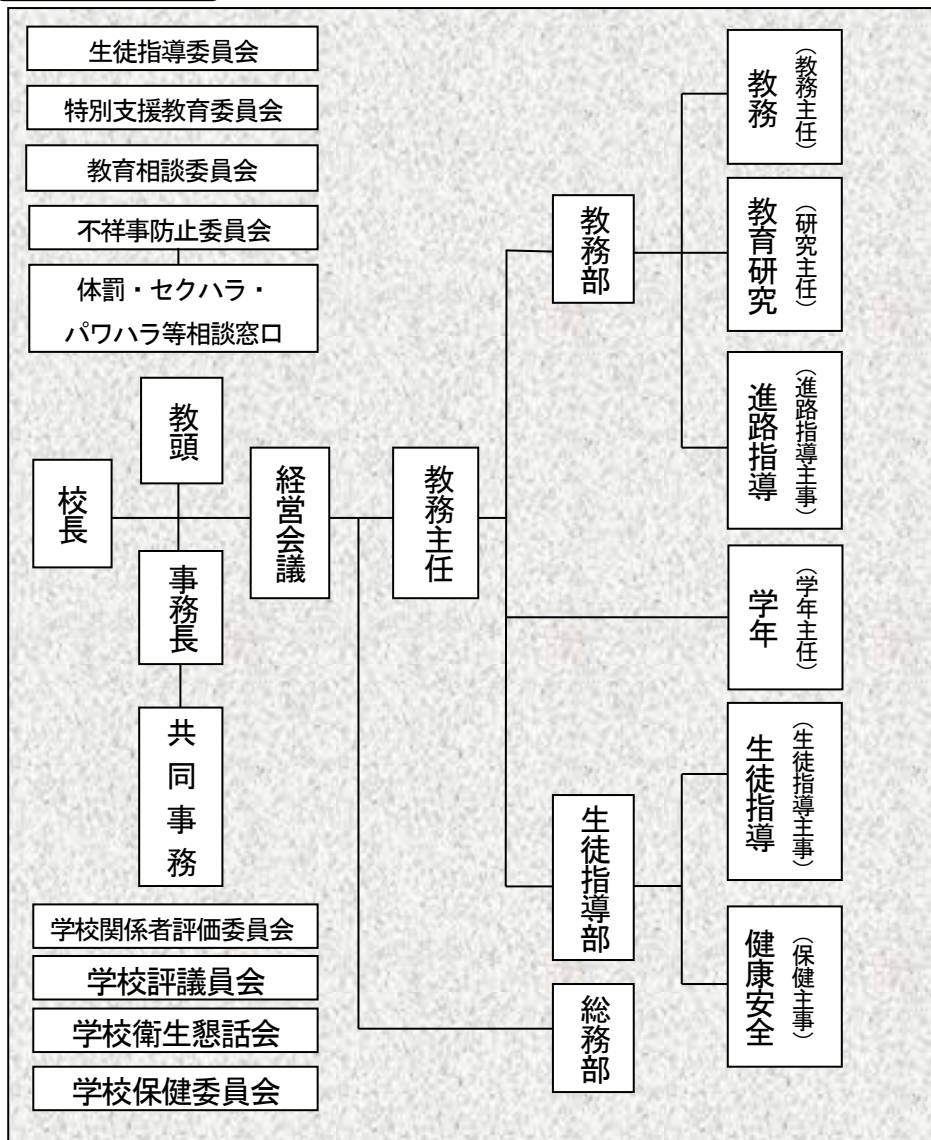 生徒指導委員会
特別支援教育委員会
教育相談委員会
不祥事防止委員会
体罰・セクハラ・
パワハラ等相談窓口
校長
教頭
事務長
共同事務
経営会議
教務主任
教務部
教務
（教務主任）
教育研究
（研究主任）
進路指導
（進路指導主事）
学年
（学年主任）
生徒指導部
生徒指導
（生徒指導主事）
健康安全
（保健主事）
総務部
学校関係者評価委員会
学校評議員会
学校衛生懇話会
学校保健委員会